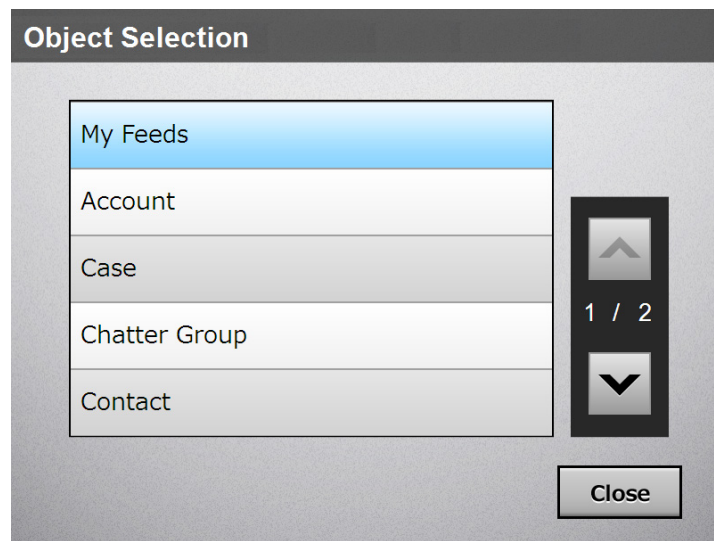 Object Selection
My Feeds
Account
Case
Chatter Group
Contact
1 / 2
Close